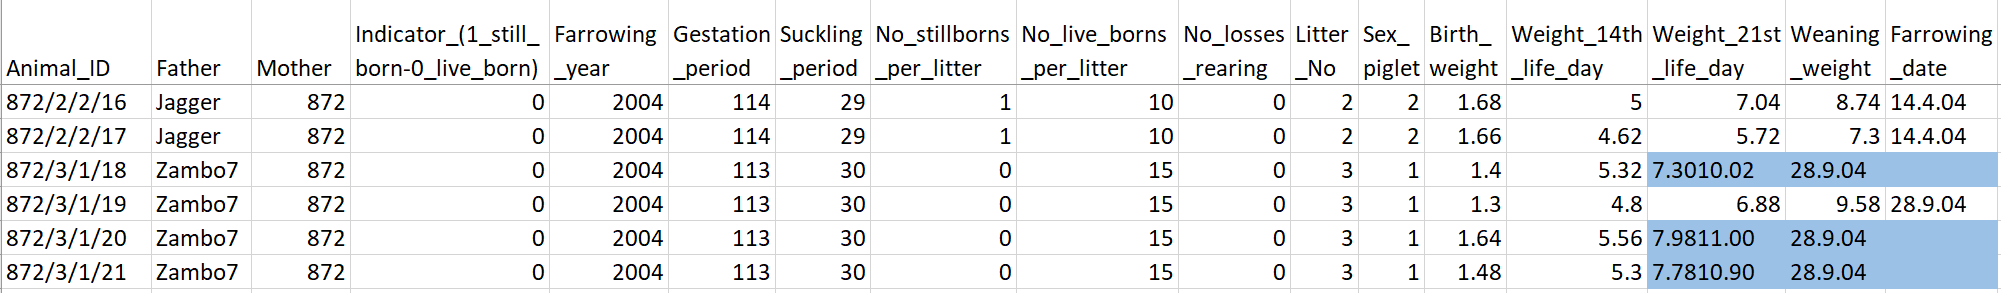 Animal_ID Father Mother Indicator_(1_still_born-0_live_born) Farrowing_year Gestation_period Suckling_period No_stillborns_per_litter No_live_borns_per_litter No_losses_rearing Litter_No Sex_piglet Birth_weight Weight_14th_life_day Weight_21st_life_day Weaning_weight Farrowing_date
872/2/2/16 Jagger 872 0 2004 114 29 1 10 0 2 2 1.68 5 7.04 8.74 14.4.04
872/2/2/17 Jagger 872 0 2004 114 29 1 10 0 2 2 1.66 4.62 5.72 7.3 14.4.04
872/3/1/18 Zambo7 872 0 2004 113 30 0 15 0 3 1 1.4 5.32 7.3010.02 28.9.04
872/3/1/19 Zambo7 872 0 2004 113 30 0 15 0 3 1 1.3 4.8 6.88 9.58 28.9.04
872/3/1/20 Zambo7 872 0 2004 113 30 0 15 0 3 1 1.64 5.56 7.9811.00 28.9.04
872/3/1/21 Zambo7 872 0 2004 113 30 0 15 0 3 1 1.48 5.3 7.7810.90 28.9.04